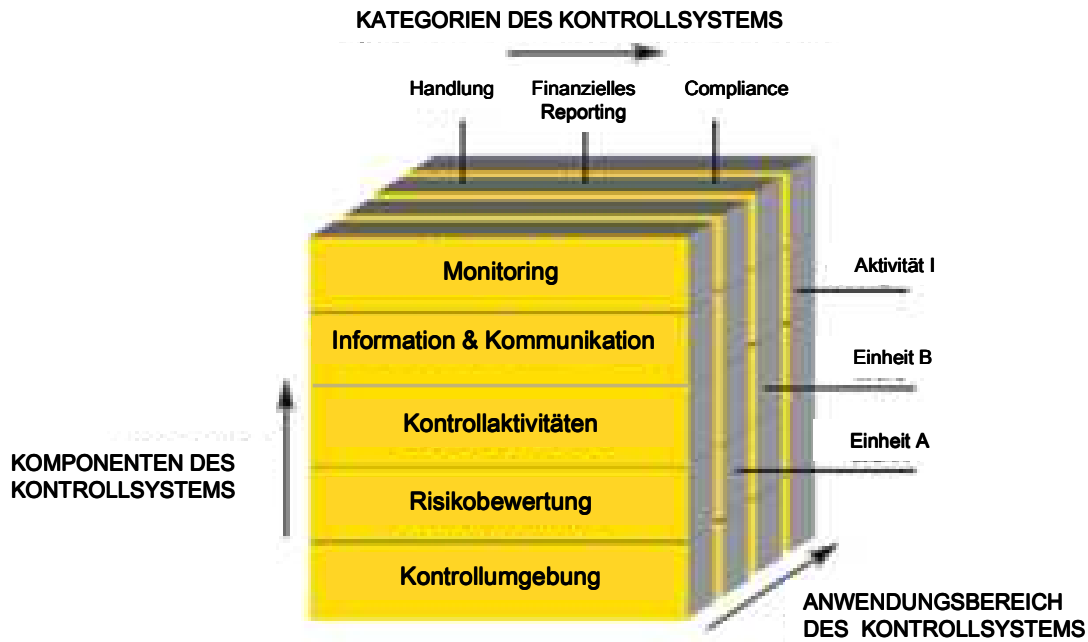 KATEGORIEN DES KONTROLLSYSTEMS
Handlung
Finanzielles
Reporting
Compliance
Monitoring
Information & Kommunikation
Kontrollaktivitäten
Risikobewertung
Kontrollumgebung
Aktivität I
Einheit B
Einheit A
KOMPONENTEN DES
KONTROLLSYSTEMS
ANWENDUNGSBEREICH
DES KONTROLLSYSTEMS